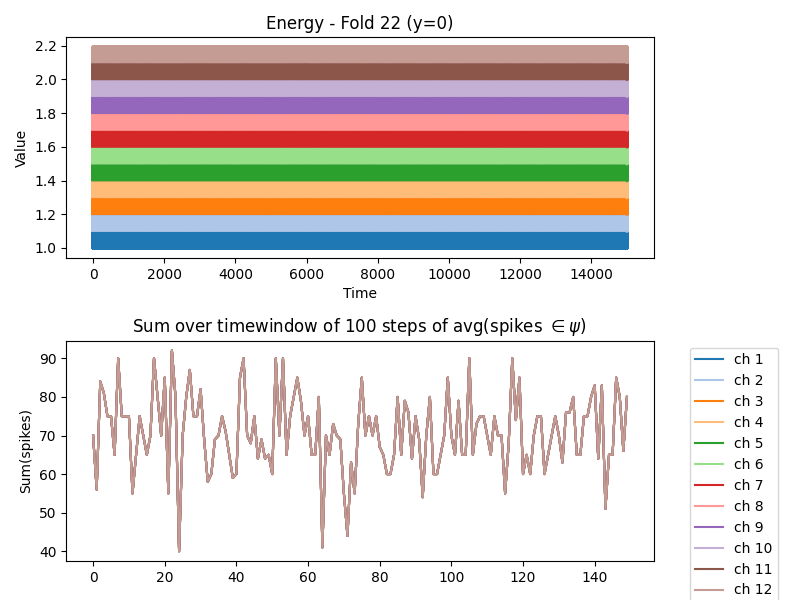 Energy - Fold 22 (y=0)
Value
2.2
2.0
1.8
1.6
1.4
1.2
1.0
0 2000 4000 6000 8000 10000 12000 14000
Time
Sum over timewindow of 100 steps of avg(spikes ∈ ψ)
Sum(spikes)
90
80
70
60
50
40
0 20 40 60 80 100 120 140
ch 1
ch 2
ch 3
ch 4
ch 5
ch 6
ch 7
ch 8
ch 9
ch 10
ch 11
ch 12